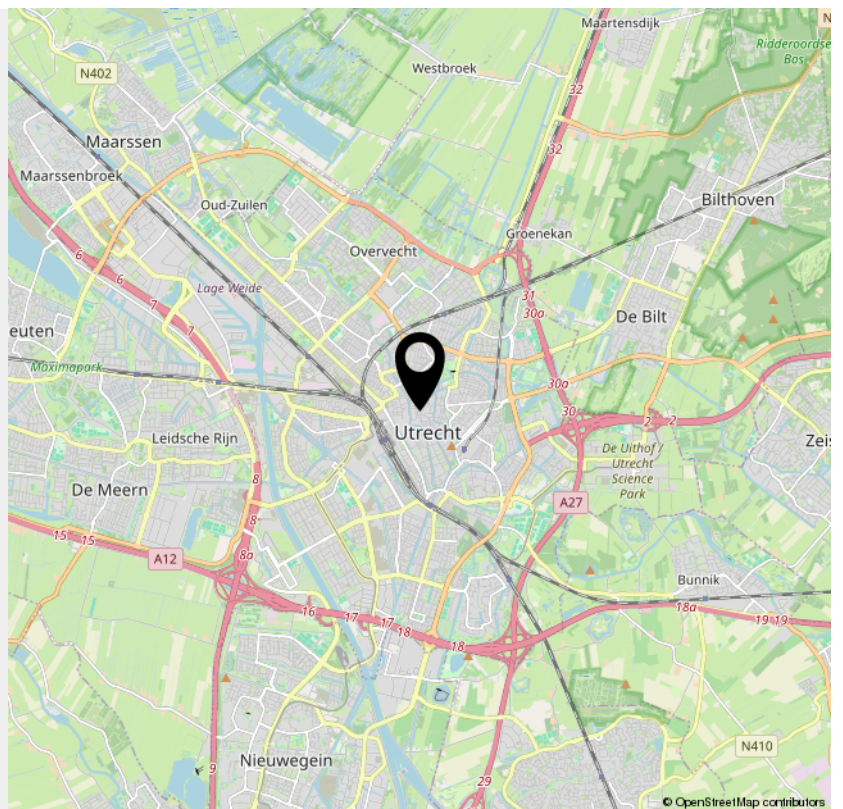 Maartensdijk
N
Ridderoordse
Bos
Westbroek
N402
32
32
Maarssen
Maarssenbroek
Bilthoven
Oud-Zuilen
Groenekan
Overvecht
6
6
7
7
Lage Weide
31
30a
De Bilt
euten
Máximapark
30a
30
2
2
Leidsche Rijn
Utrecht
De Uithof /
Utrecht
Science
Park
Zeis
8
De Meern
A27
8
15
15
A12
8a
Bunnik
16
17
17
18
18
18a
19
19
Nieuwegein
N410
9
29
© OpenStreetMap contributors